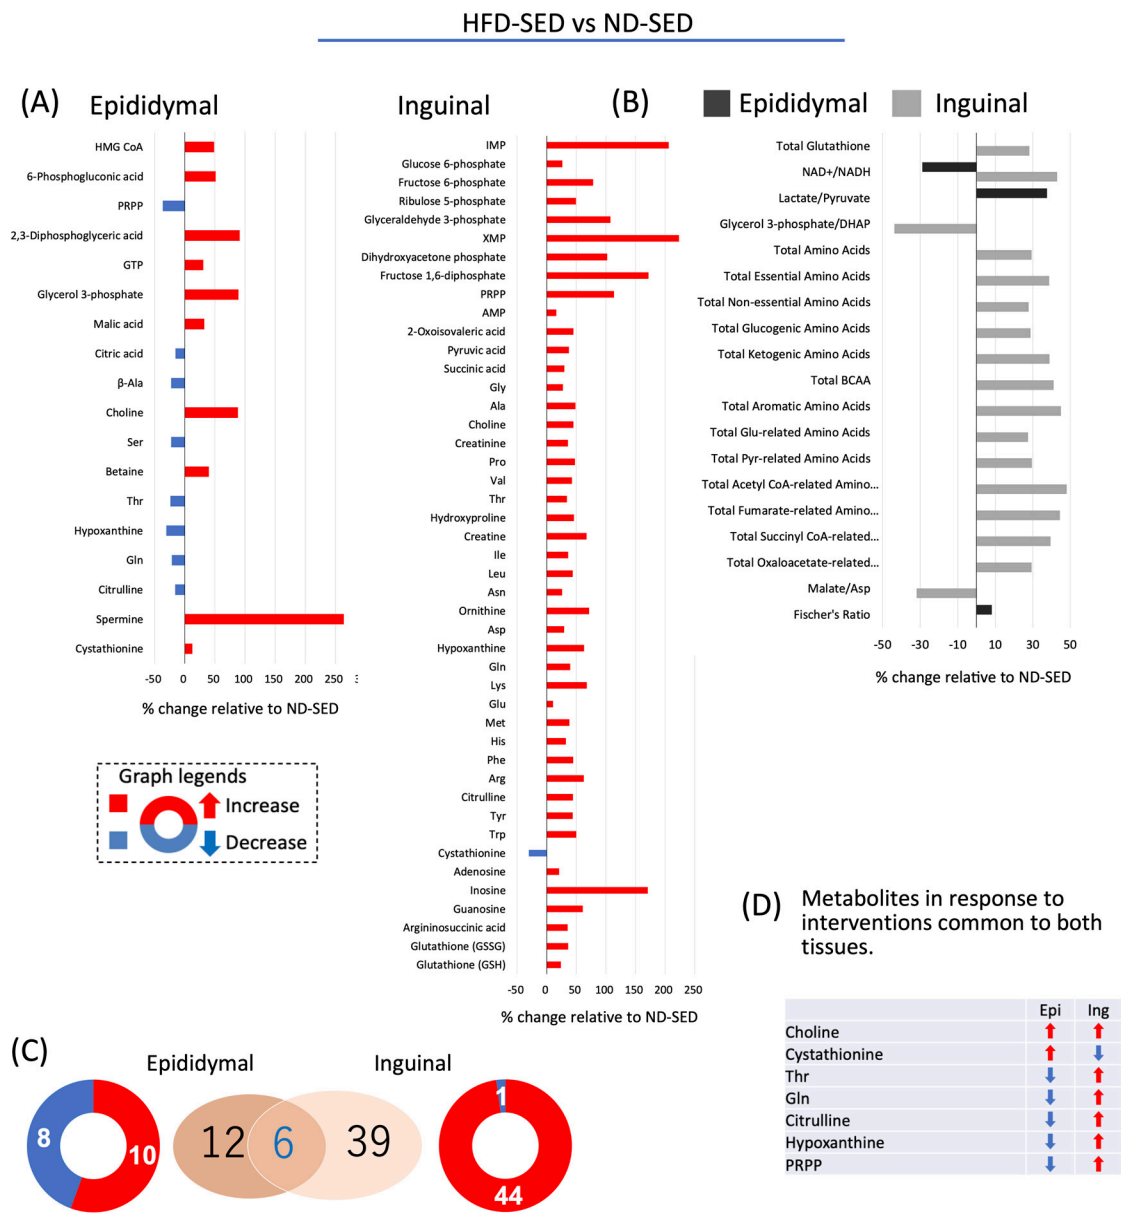 HFD-SED vs ND-SED
(A)
Epididymal
HMG CoA
6-Phosphogluconic acid
PRPP
2,3-Diphosphoglyceric acid
GTP
Glycerol 3-phosphate
Malic acid
Citric acid
β-Ala
Choline
Ser
Betaine
Thr
Hypoxanthine
Gln
Citrulline
Spermine
Cystathionine
-50 0 50 100 150 200 250
% change relative to ND-SED
Graph legends
Increase
Decrease
Inguinal
IMP
Glucose 6-phosphate
Fructose 6-phosphate
Ribulose 5-phosphate
Glyceraldehyde 3-phosphate
XMP
Dihydroxyacetone phosphate
Fructose 1,6-diphosphate
PRPP
AMP
2-Oxoisovaleric acid
Pyruvic acid
Succinic acid
Gly
Ala
Choline
Creatinine
Pro
Val
Thr
Hydroxyproline
Creatine
Ile
Leu
Asn
Ornithine
Asp
Hypoxanthine
Gln
Lys
Glu
Met
His
Phe
Arg
Citrulline
Tyr
Trp
Cystathionine
Adenosine
Inosine
Guanosine
Argininosuccinic acid
Glutathione (GSSG)
Glutathione (GSH)
-50 0 50 100 150 200 250
% change relative to ND-SED
(B)
Epididymal Inguinal
Total Glutathione
NAD+/NADH
Lactate/Pyruvate
Glycerol 3-phosphate/DHAP
Total Amino Acids
Total Essential Amino Acids
Total Non-essential Amino Acids
Total Glucogenic Amino Acids
Total Ketogenic Amino Acids
Total BCAA
Total Aromatic Amino Acids
Total Glu-related Amino Acids
Total Pyr-related Amino Acids
Total Acetyl CoA-related Amino...
Total Fumarate-related Amino...
Total Succinyl CoA-related...
Total Oxaloacetate-related...
Malate/Asp
Fischer's Ratio
-50 -30 -10 10 30 50
% change relative to ND-SED
(C)
Epididymal Inguinal
8 10 12 6 39 1 44
(D)
Metabolites in response to
interventions common to both
tissues.
Epi Ing
Choline
Cystathionine
Thr
Gln
Citrulline
Hypoxanthine
PRPP